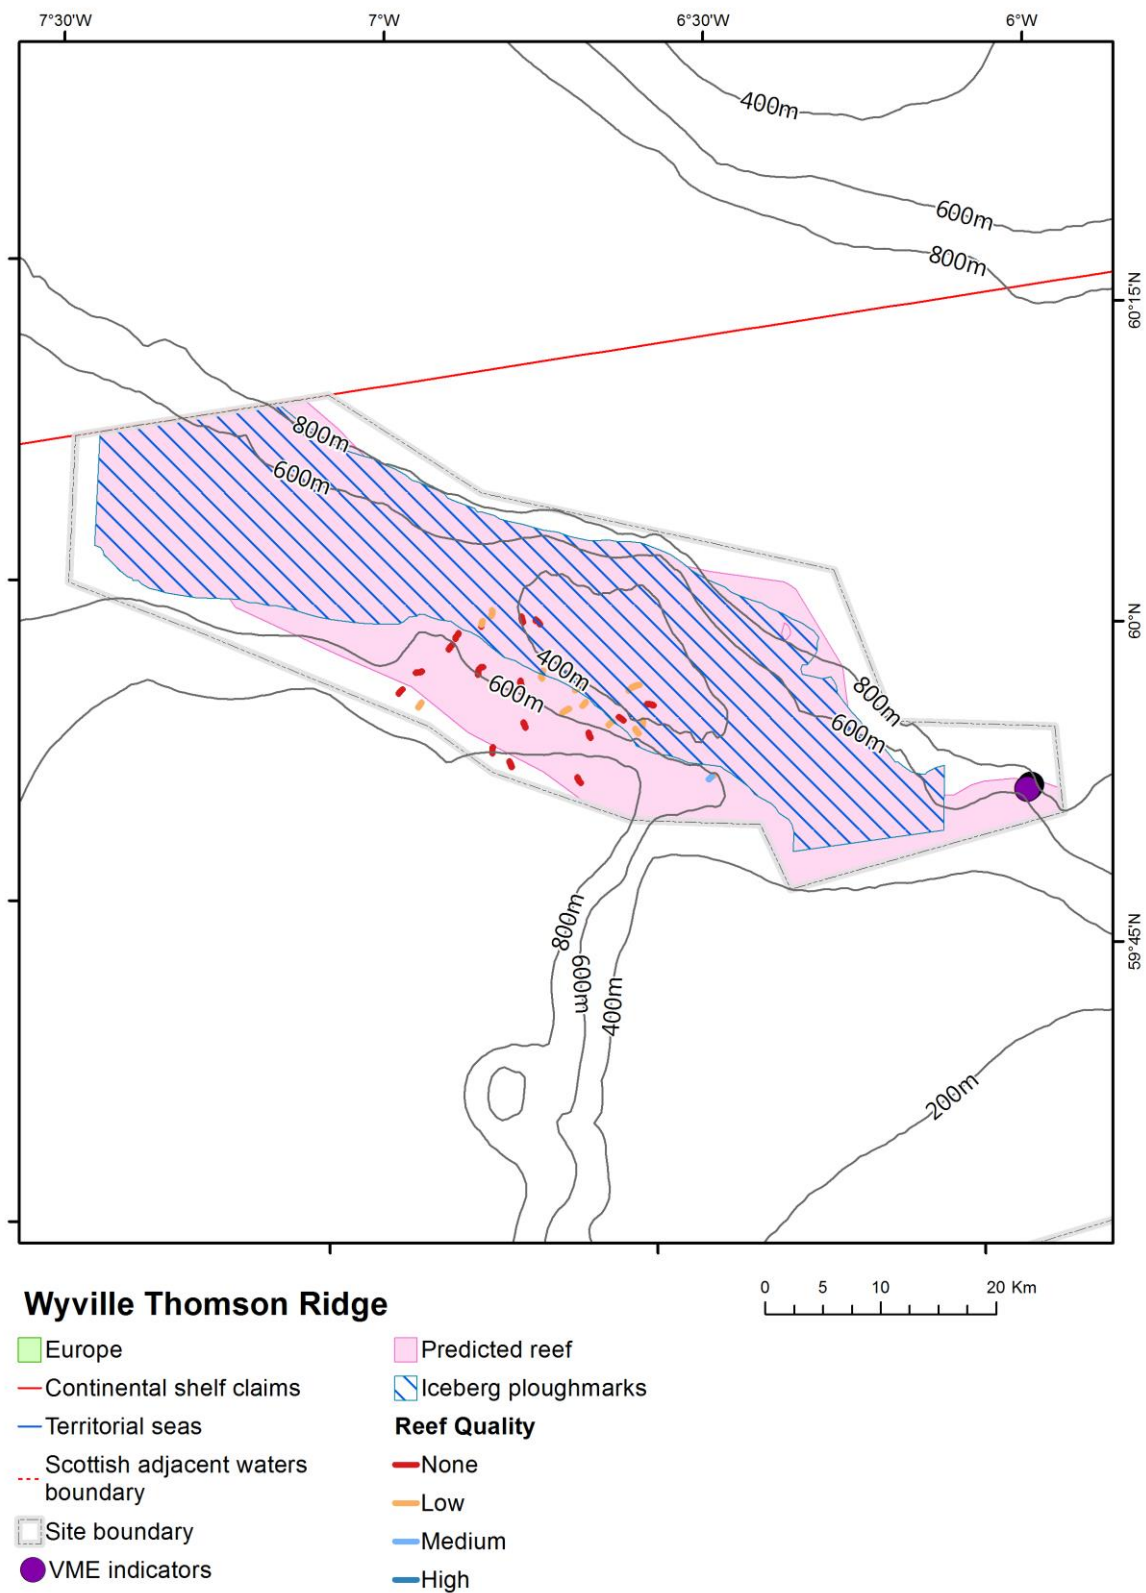 7°30'W
7°W
6°30'W
6°W
400m
600m
800m
60°15'N
800m
600m
60°N
400m
600m
800m
600m
59°45'N
800m
600m
400m
200m
Wyville Thomson Ridge
0 5 10 20 Km
Europe
Continental shelf claims
Territorial seas
Scottish adjacent waters
boundary
Site boundary
VME indicators
Predicted reef
Iceberg ploughmarks
Reef Quality
None
Low
Medium
High